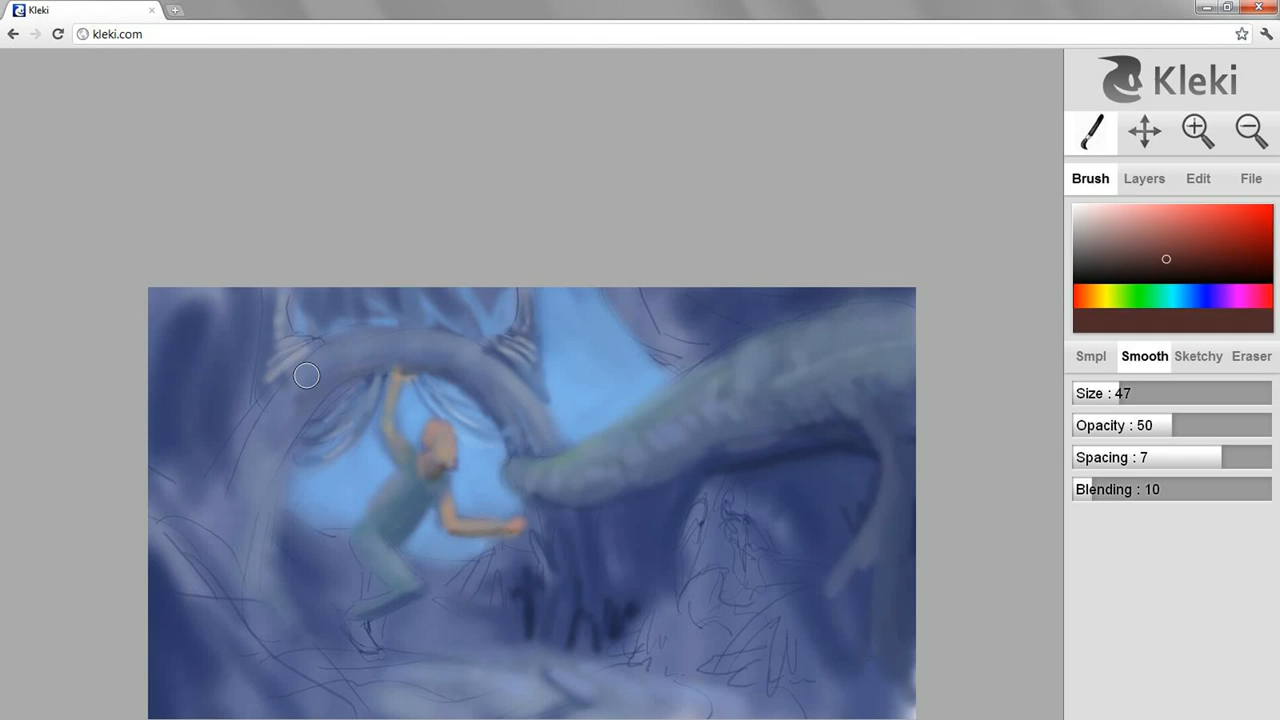 Kleki
kleki.com
Kleki
Brush Layers Edit File
Smpl Smooth Sketchy Eraser
Size : 47
Opacity : 50
Spacing : 7
Blending : 10